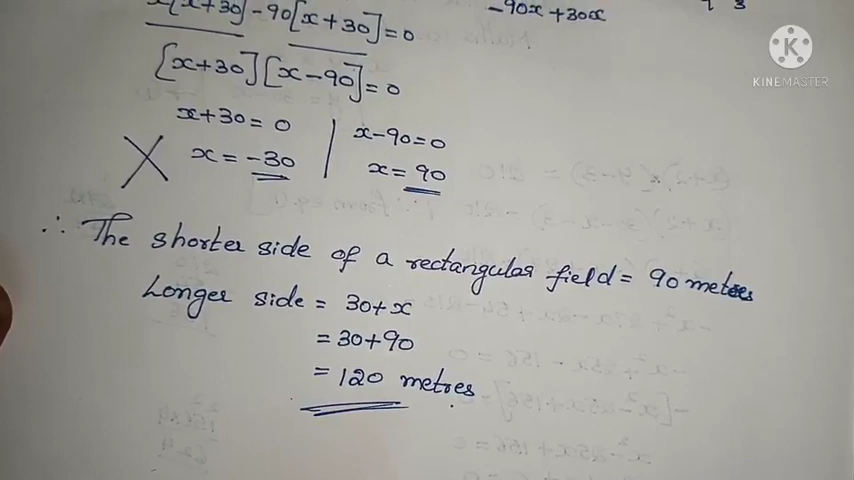 x[x+30]-90[x+30]=0
-90x+30x
[x+30][x-90]=0
x+30=0 | x-90=0
x=-30 | x=90
∴ The shorter side of a rectangular field = 90 metres
Longer side = 30+x
= 30+90
= 120 metres
KINEMASTER